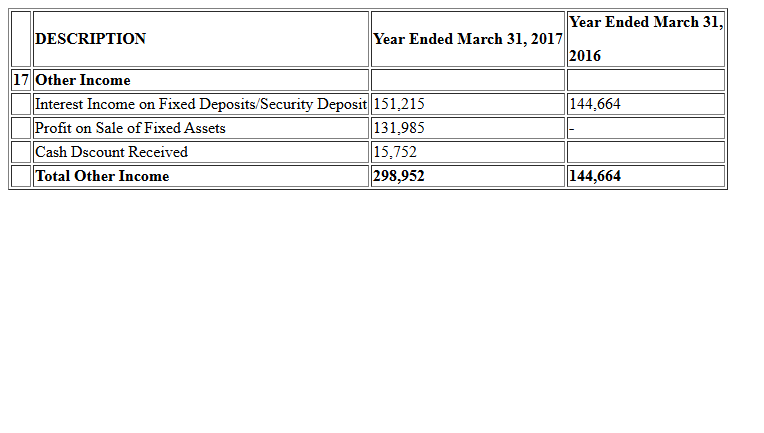 DESCRIPTION Year Ended March 31, 2017 Year Ended March 31,
2016
17 Other Income
Interest Income on Fixed Deposits/Security Deposit 151,215 144,664
Profit on Sale of Fixed Assets 131,985 -
Cash Dscount Received 15,752
Total Other Income 298,952 144,664